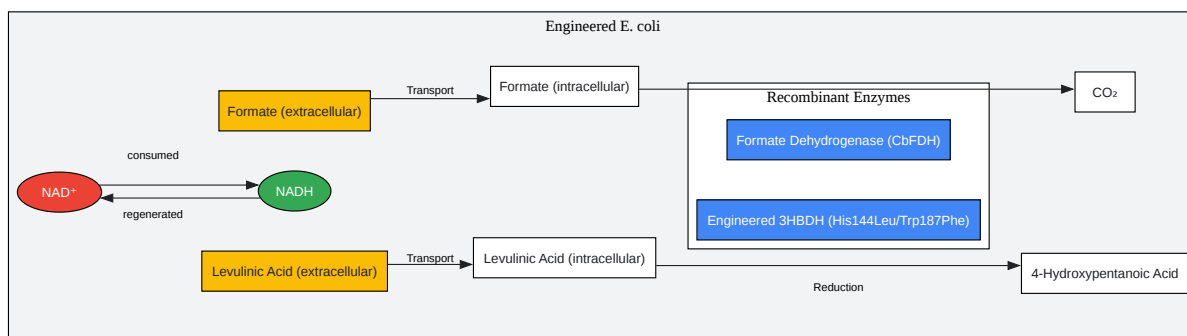 Engineered E. coli
Transport
Formate (intracellular)
CO₂
Recombinant Enzymes
Formate (extracellular)
Formate Dehydrogenase (CbFDH)
consumed
NAD⁺
NADH
regenerated
Engineered 3HBDH (His144Leu/Trp187Phe)
Levulinic Acid (extracellular)
Transport
Levulinic Acid (intracellular)
Reduction
4-Hydroxypentanoic Acid